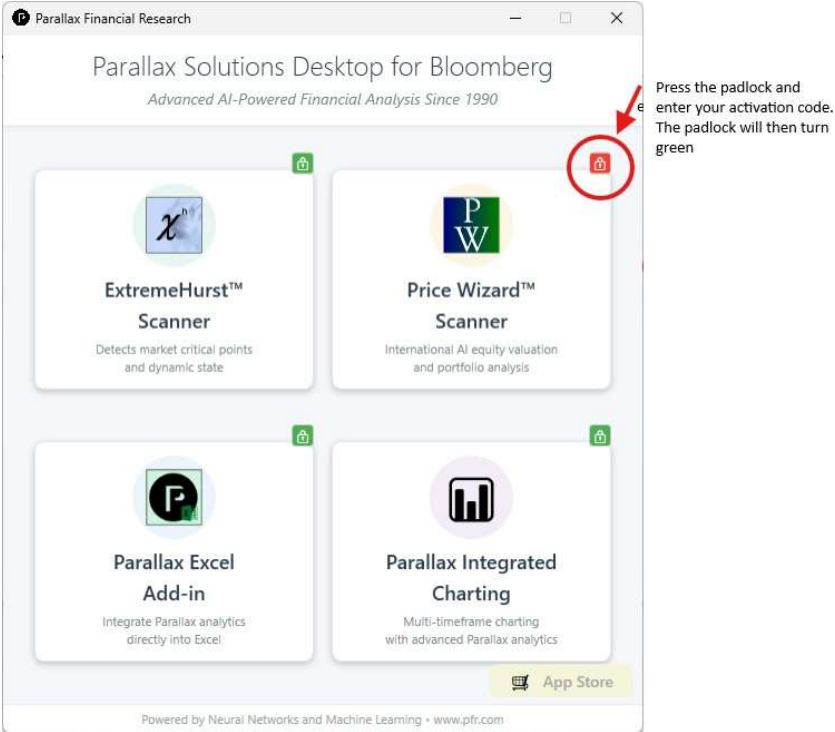 Parallax Financial Research
Parallax Solutions Desktop for Bloomberg
Advanced AI-Powered Financial Analysis Since 1990
Press the padlock and
enter your activation code.
The padlock will then turn
green
e
χʰ
P
W
ExtremeHurst™
Scanner
Detects market critical points
and dynamic state
Price Wizard™
Scanner
International AI equity valuation
and portfolio analysis
P
Parallax Excel
Add-in
Integrate Parallax analytics
directly into Excel
Parallax Integrated
Charting
Multi-timeframe charting
with advanced Parallax analytics
App Store
Powered by Neural Networks and Machine Learning • www.pfr.com